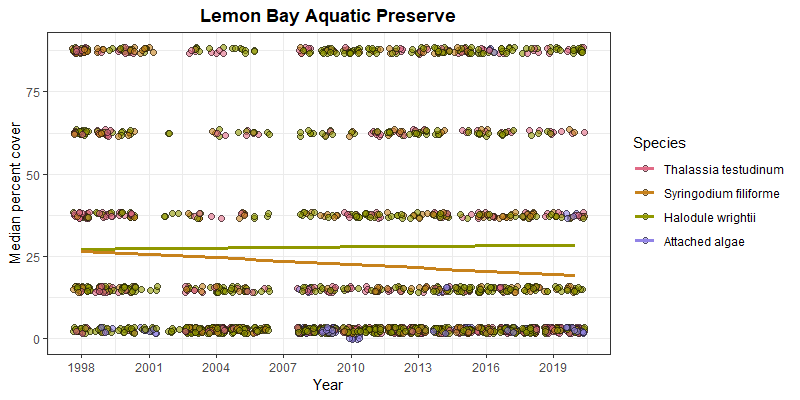 Lemon Bay Aquatic Preserve
Median percent cover
75
50
25
0
1998 2001 2004 2007 2010 2013 2016 2019
Year
Species
Thalassia testudinum
Syringodium filiforme
Halodule wrightii
Attached algae